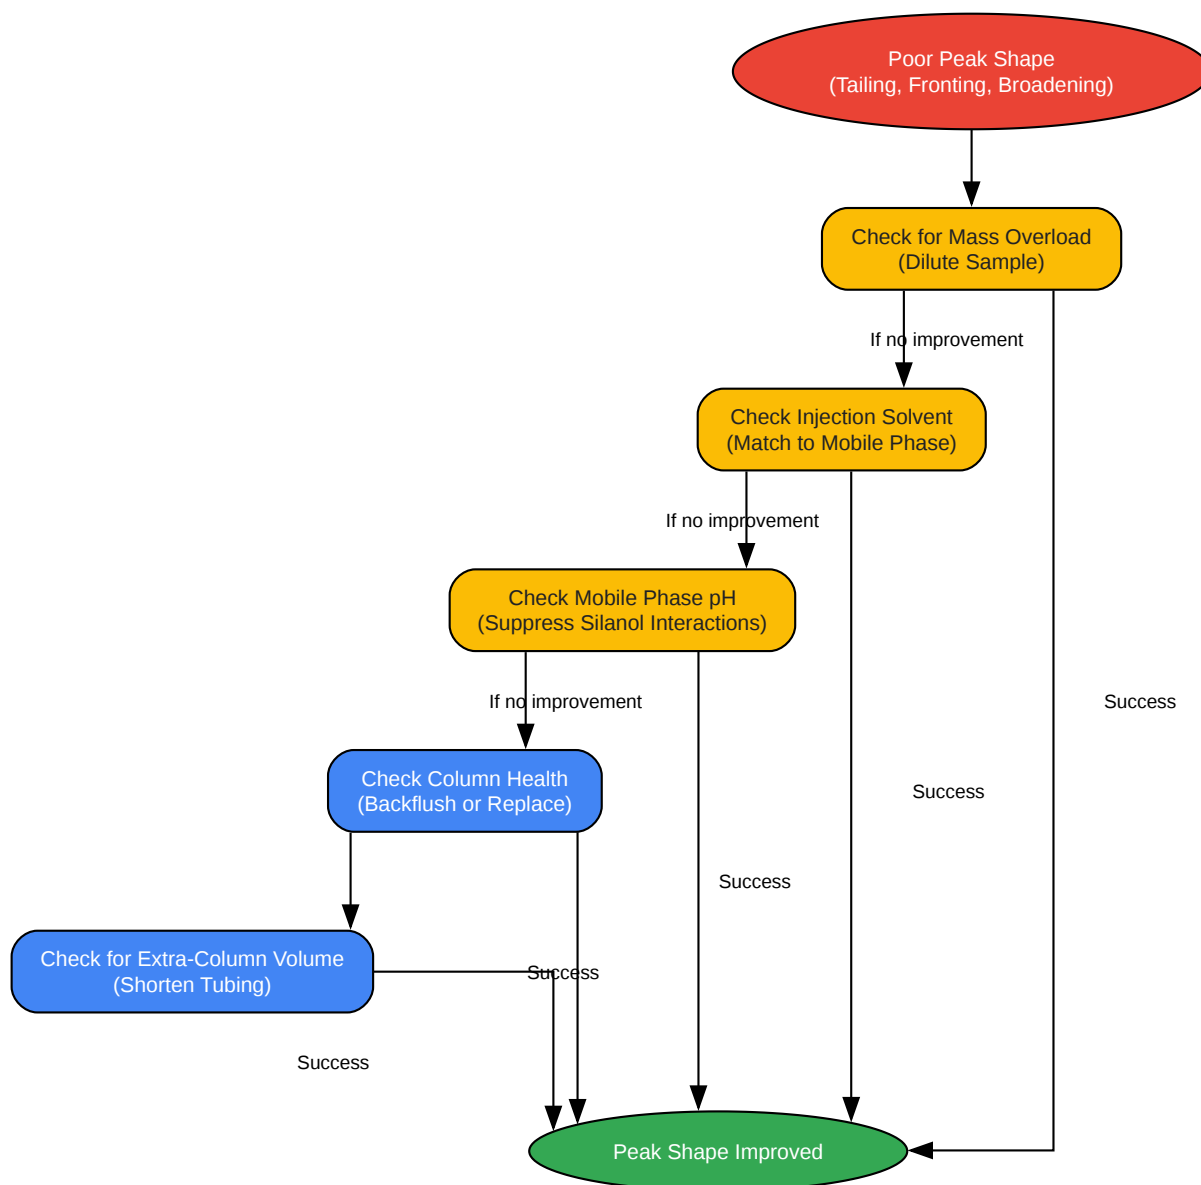 Poor Peak Shape
(Tailing, Fronting, Broadening)
Check for Mass Overload
(Dilute Sample)
If no improvement
Check Injection Solvent
(Match to Mobile Phase)
If no improvement
Check Mobile Phase pH
(Suppress Silanol Interactions)
If no improvement
Success
Check Column Health
(Backflush or Replace)
Success
Success
Check for Extra-Column Volume
(Shorten Tubing)
Success
Success
Peak Shape Improved